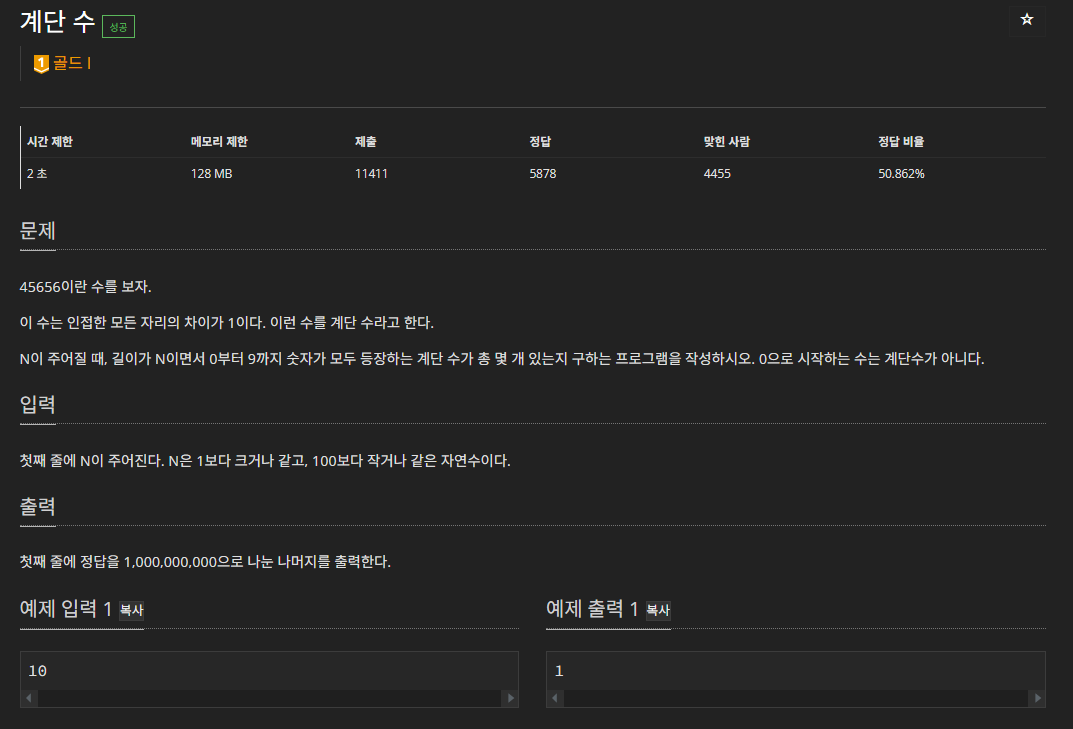 계단 수 성공 ☆
1 골드 I
시간 제한 메모리 제한 제출 정답 맞힌 사람 정답 비율
2 초 128 MB 11411 5878 4455 50.862%
문제
45656이란 수를 보자.
이 수는 인접한 모든 자리의 차이가 1이다. 이런 수를 계단 수라고 한다.
N이 주어질 때, 길이가 N이면서 0부터 9까지 숫자가 모두 등장하는 계단 수가 총 몇 개 있는지 구하는 프로그램을 작성하시오. 0으로 시작하는 수는 계단수가 아니다.
입력
첫째 줄에 N이 주어진다. N은 1보다 크거나 같고, 100보다 작거나 같은 자연수이다.
출력
첫째 줄에 정답을 1,000,000,000으로 나눈 나머지를 출력한다.
예제 입력 1 복사
10
예제 출력 1 복사
1